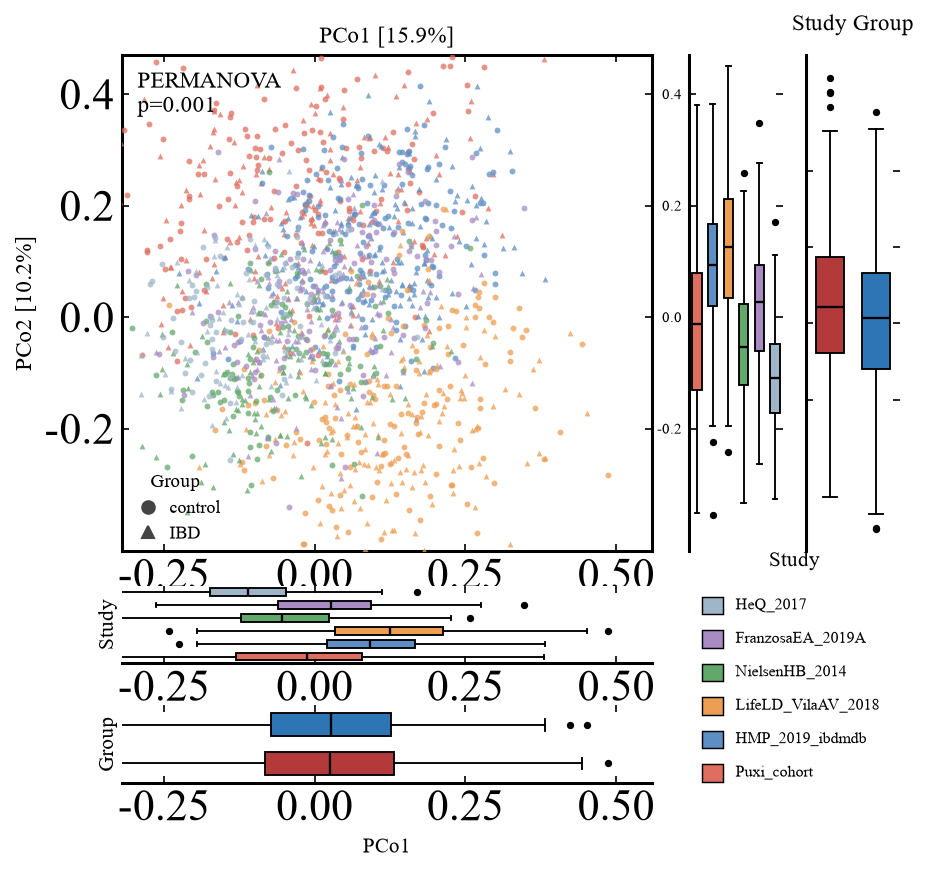 Study Group
PCo1 [15.9%]
PERMANOVA
p=0.001
0.4
0.2
0.0
-0.2
PCo2 [10.2%]
0.4
0.2
0.0
-0.2
Group
control
IBD
-0.25 0.00 0.25 0.50
Study
-0.25 0.00 0.25 0.50
Group
-0.25 0.00 0.25 0.50
PCo1
Study
HeQ_2017
FranzosaEA_2019A
NielsenHB_2014
LifeLD_VilaAV_2018
HMP_2019_ibdmdb
Puxi_cohort